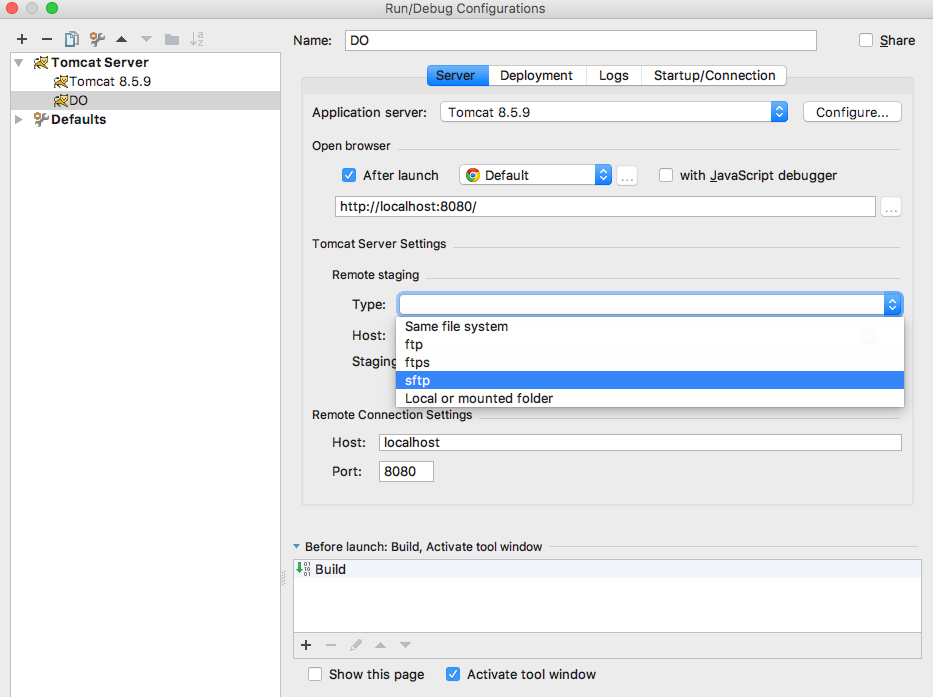 Run/Debug Configurations
Name: DO
Share
Tomcat Server
Tomcat 8.5.9
DO
Defaults
Server Deployment Logs Startup/Connection
Application server: Tomcat 8.5.9 Configure...
Open browser
After launch Default ... with JavaScript debugger
http://localhost:8080/ ...
Tomcat Server Settings
Remote staging
Type:
Same file system
Host: ftp
Staging ftps
sftp
Local or mounted folder
Remote Connection Settings
Host: localhost
Port: 8080
Before launch: Build, Activate tool window
Build
Show this page Activate tool window